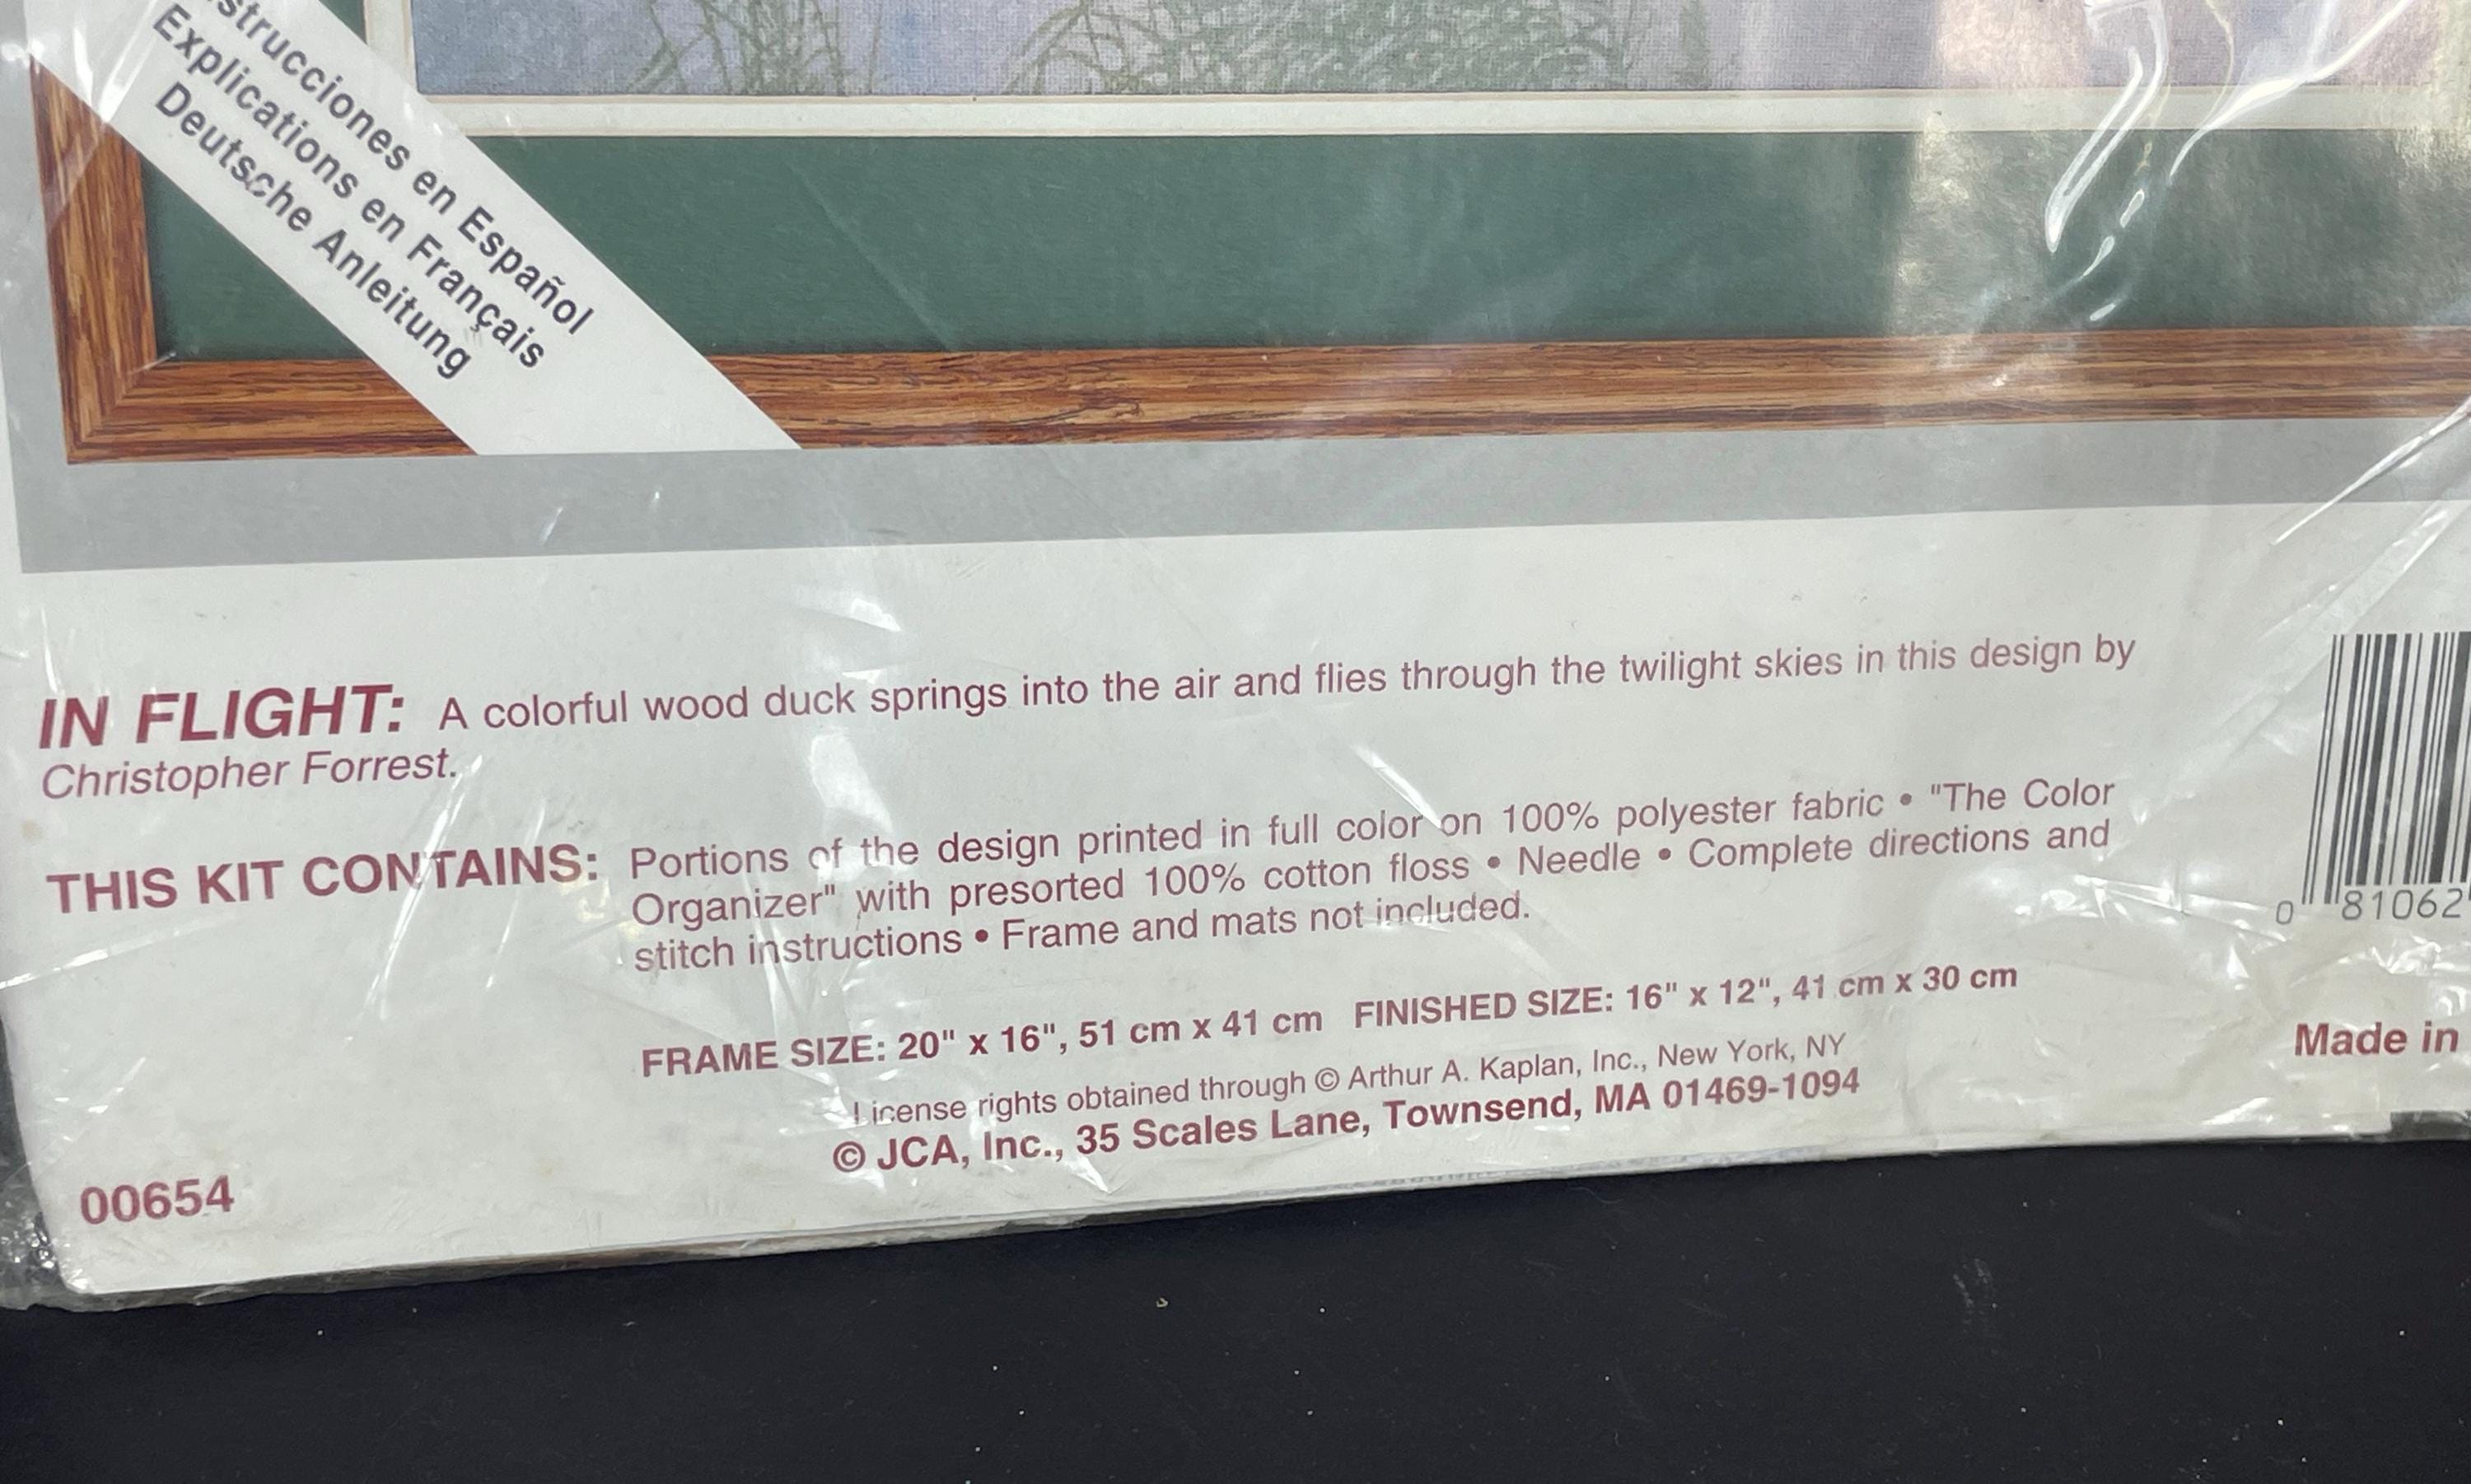 Explications en Français
Deutsche Anleitung
en Español
IN FLIGHT: A colorful wood duck springs into the air and flies through the twilight skies in this design by
Christopher Forrest.
THIS KIT CONTAINS: Portions of the design printed in full color on 100% polyester fabric • "The Color
Organizer" with presorted 100% cotton floss • Needle • Complete directions and
stitch instructions • Frame and mats not included.
FRAME SIZE: 20" x 16", 51 cm x 41 cm FINISHED SIZE: 16" x 12", 41 cm x 30 cm
License rights obtained through © Arthur A. Kaplan, Inc., New York, NY
© JCA, Inc., 35 Scales Lane, Townsend, MA 01469-1094
00654
0 81062
Made in